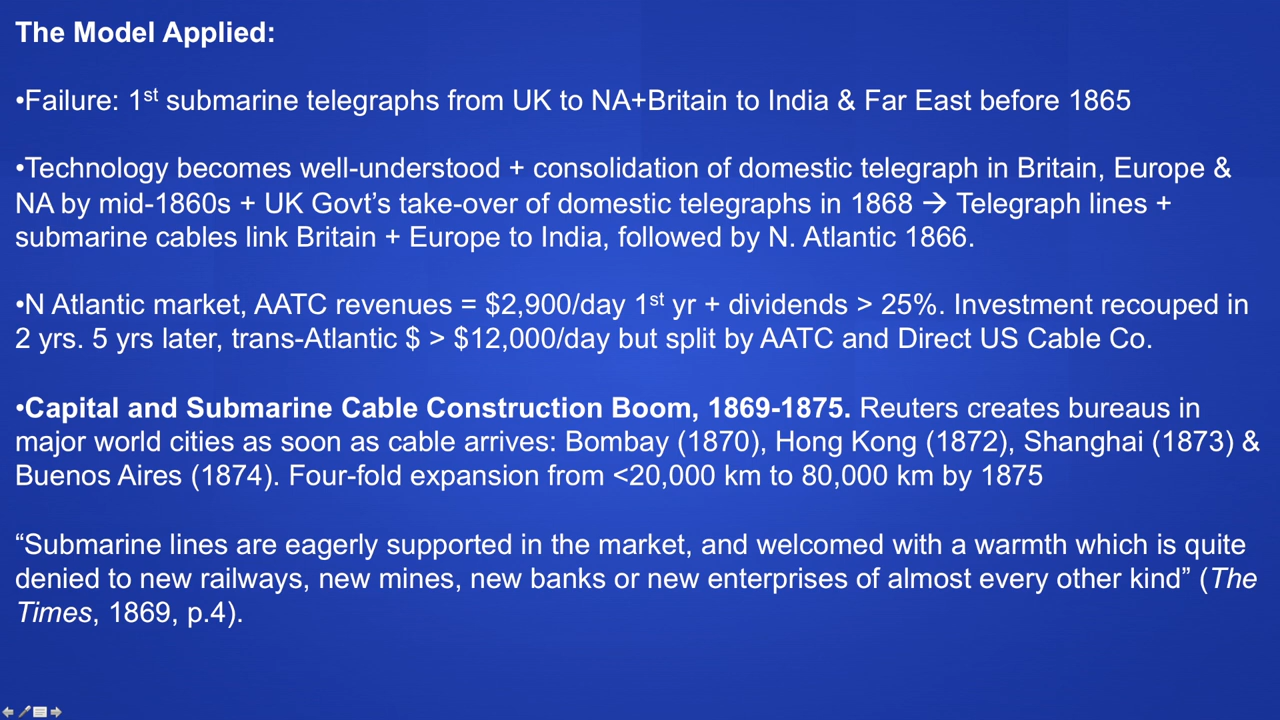 The Model Applied:
•Failure: 1st submarine telegraphs from UK to NA+Britain to India & Far East before 1865
•Technology becomes well-understood + consolidation of domestic telegraph in Britain, Europe &
NA by mid-1860s + UK Govt’s take-over of domestic telegraphs in 1868 → Telegraph lines +
submarine cables link Britain + Europe to India, followed by N. Atlantic 1866.
•N Atlantic market, AATC revenues = $2,900/day 1st yr + dividends > 25%. Investment recouped in
2 yrs. 5 yrs later, trans-Atlantic $ > $12,000/day but split by AATC and Direct US Cable Co.
•Capital and Submarine Cable Construction Boom, 1869-1875. Reuters creates bureaus in
major world cities as soon as cable arrives: Bombay (1870), Hong Kong (1872), Shanghai (1873) &
Buenos Aires (1874). Four-fold expansion from <20,000 km to 80,000 km by 1875
“Submarine lines are eagerly supported in the market, and welcomed with a warmth which is quite
denied to new railways, new mines, new banks or new enterprises of almost every other kind” (The
Times, 1869, p.4).